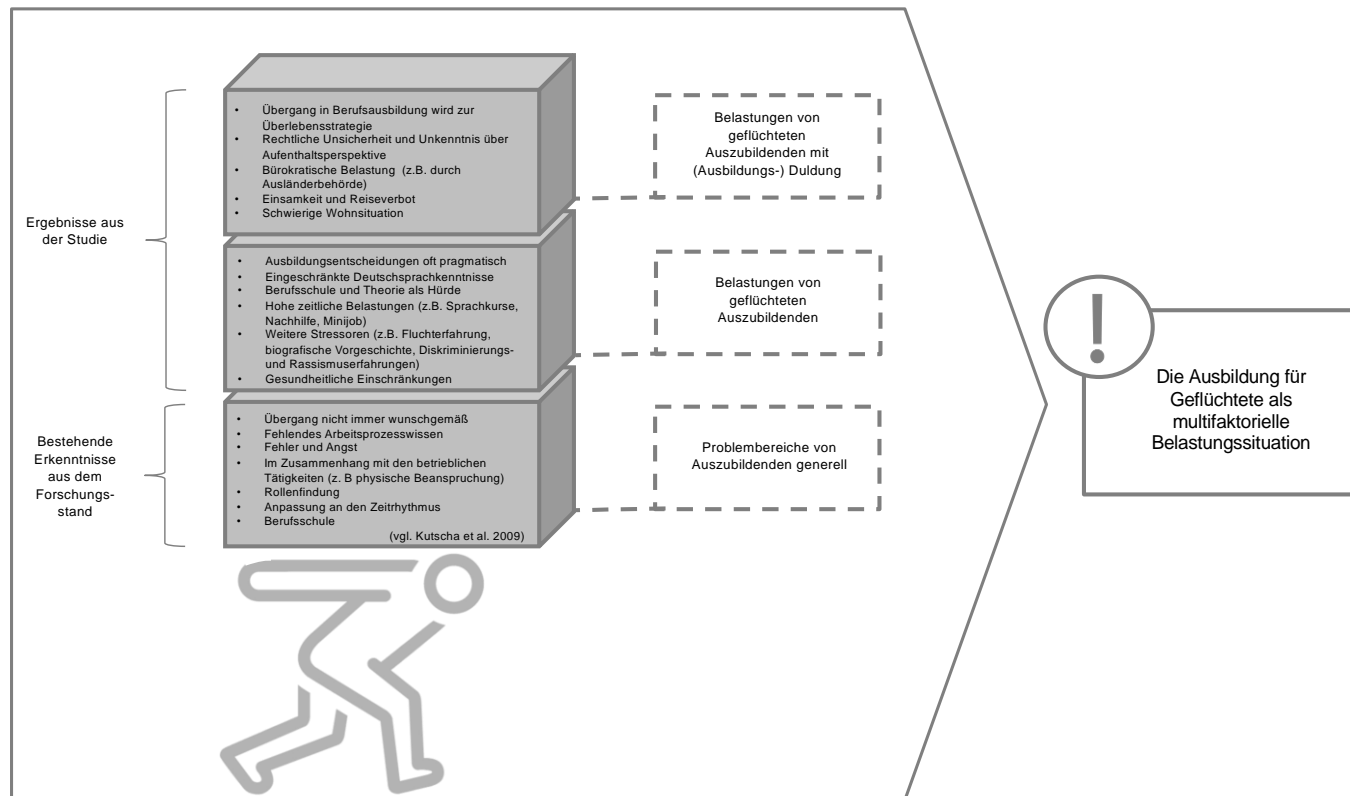 • Übergang in Berufsausbildung wird zur
Überlebensstrategie
• Rechtliche Unsicherheit und Unkenntnis über
Aufenthaltsperspektive
• Bürokratische Belastung (z.B. durch
Ausländerbehörde)
• Einsamkeit und Reiseverbot
• Schwierige Wohnsituation
Belastungen von
geflüchteten
Auszubildenden mit
(Ausbildungs-) Duldung
Ergebnisse aus
der Studie
• Ausbildungsentscheidungen oft pragmatisch
• Eingeschränkte Deutschsprachkenntnisse
• Berufsschule und Theorie als Hürde
• Hohe zeitliche Belastungen (z.B. Sprachkurse,
Nachhilfe, Minijob)
• Weitere Stressoren (z.B. Fluchterfahrung,
biografische Vorgeschichte, Diskriminierungs-
und Rassismuserfahrungen)
• Gesundheitliche Einschränkungen
Belastungen von
geflüchteten
Auszubildenden
Bestehende
Erkenntnisse
aus dem
Forschungs-
stand
• Übergang nicht immer wunschgemäß
• Fehlendes Arbeitsprozesswissen
• Fehler und Angst
• Im Zusammenhang mit den betrieblichen
Tätigkeiten (z. B physische Beanspruchung)
• Rollenfindung
• Anpassung an den Zeitrhythmus
• Berufsschule
(vgl. Kutscha et al. 2009)
Problembereiche von
Auszubildenden generell
!
Die Ausbildung für
Geflüchtete als
multifaktorielle
Belastungssituation